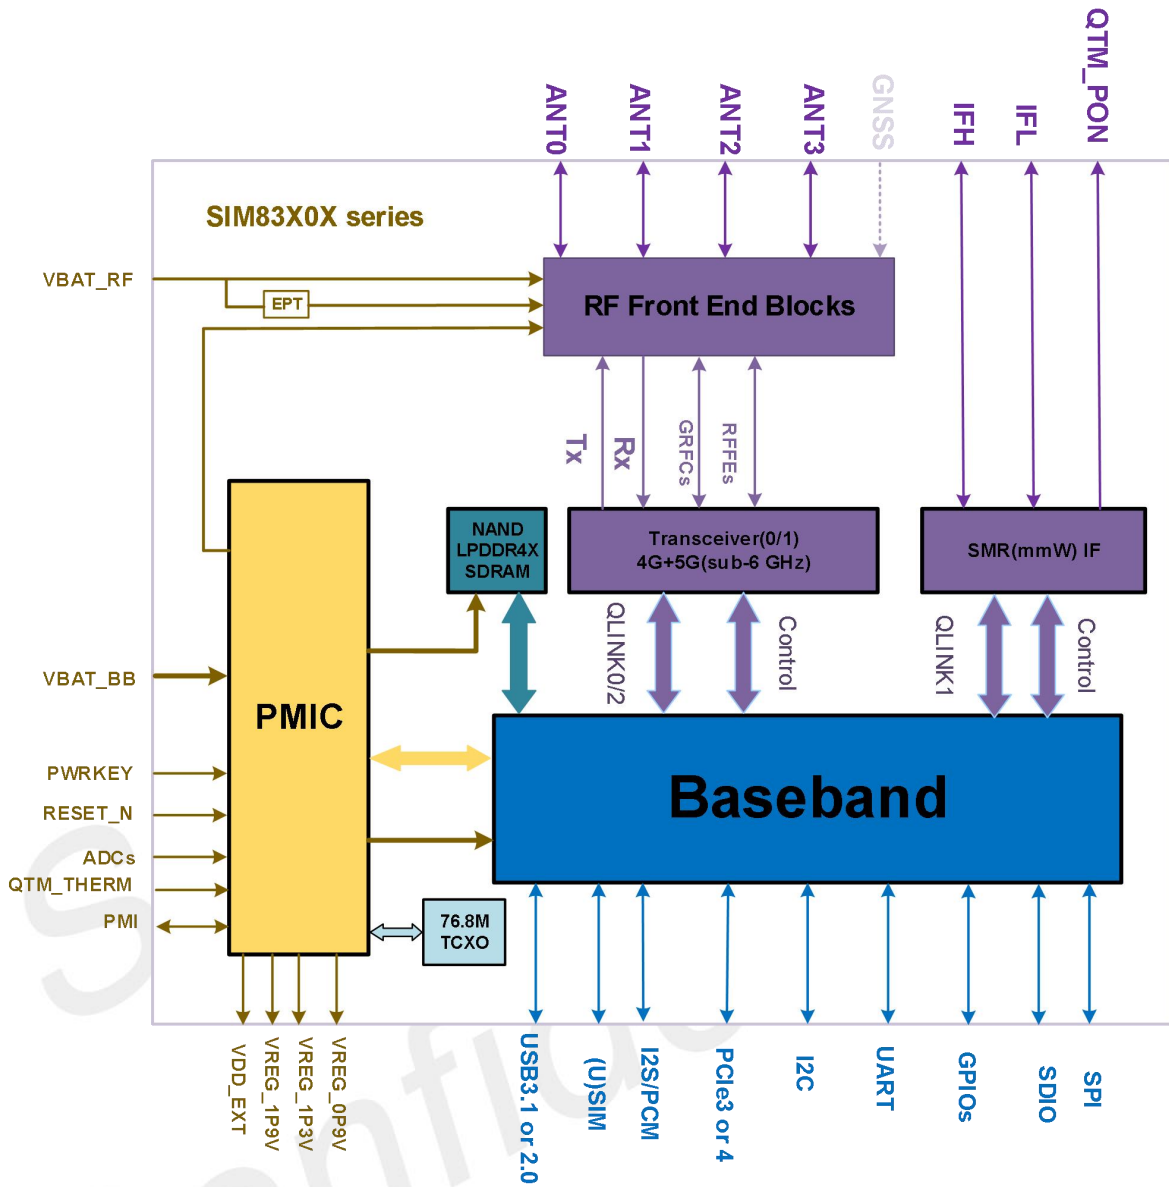 QTM_PON
ANT0
ANT1
ANT2
ANT3
GNSS
IFH
IFL
SIM83X0X series
VBAT_RF
EPT
RF Front End Blocks
Tx
Rx
GRFCs
RFFEs
NAND
LPDDR4X
SDRAM
Transceiver(0/1)
4G+5G(sub-6 GHz)
SMR(mmW) IF
QLINK0/2
Control
QLINK1
Control
VBAT_BB
PMIC
PWRKEY
RESET_N
ADCs
QTM_THERM
PMI
Baseband
76.8M
TCXO
VDD_EXT
VREG_1P9V
VREG_1P3V
VREG_0P9V
USB3.1 or 2.0
(U)SIM
I2S/PCM
PCIe3 or 4
I2C
UART
GPIOs
SDIO
SPI